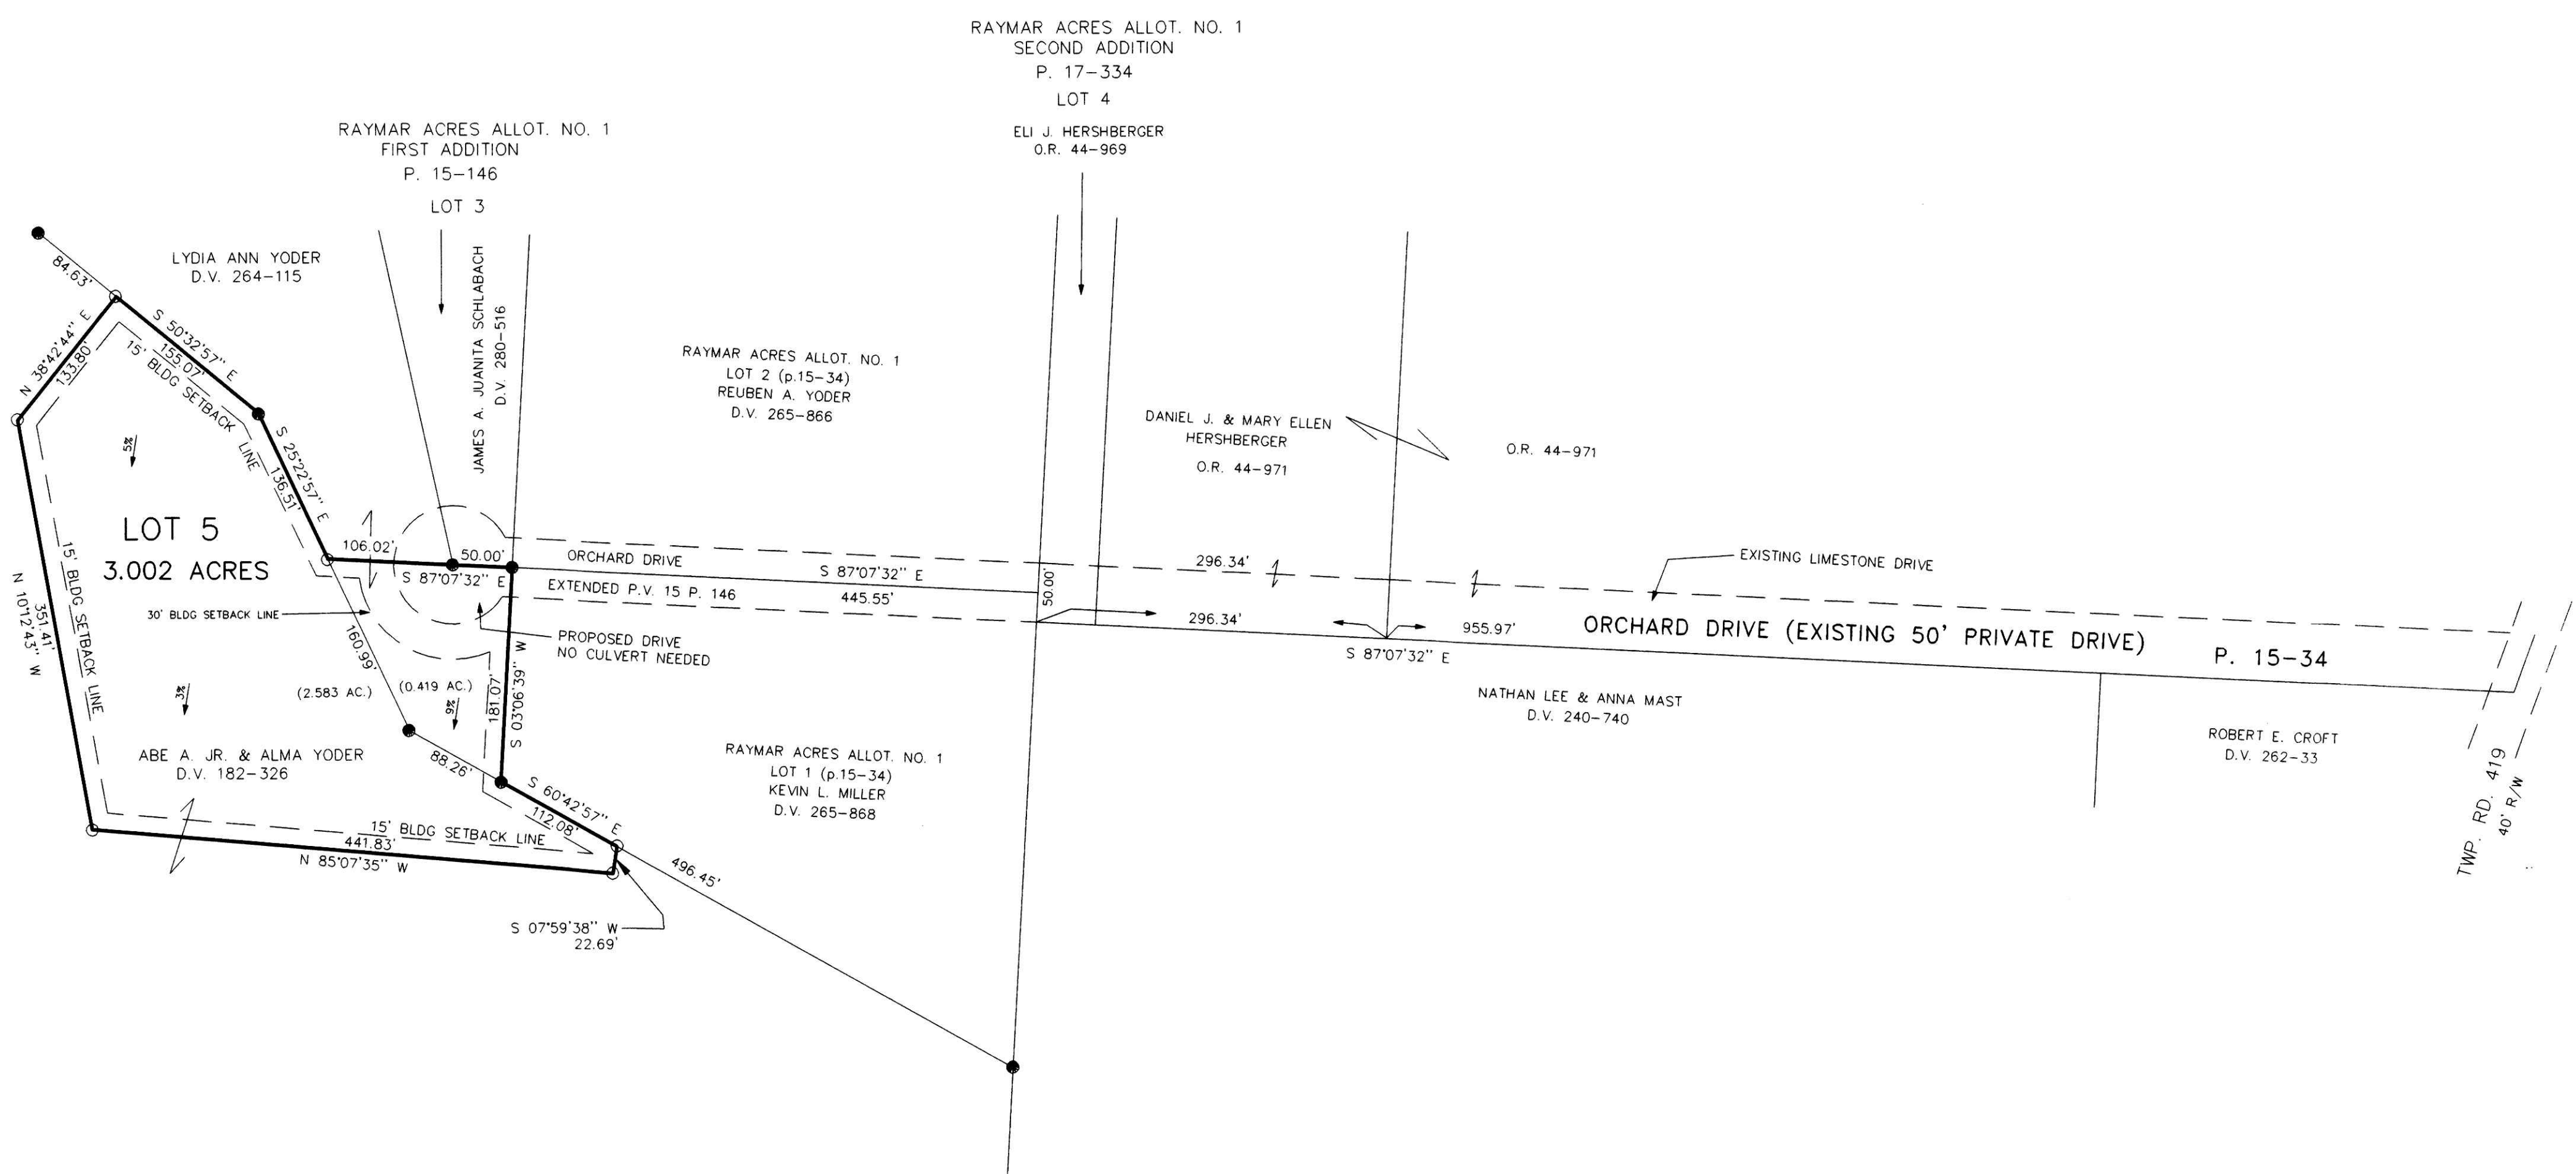 RAYMAR ACRES ALLOT. NO. 1
SECOND ADDITION
P. 17-334
LOT 4
ELI J. HERSHBERGER
O.R. 44-969
RAYMAR ACRES ALLOT. NO. 1
FIRST ADDITION
P. 15-146
LOT 3
JAMES A. JUANITA SCHLABACH
D.V. 280-516
LYDIA ANN YODER
D.V. 264-115
84.63'
N 38°42'44" E
133.80'
S 50°32'57" E
155.07'
15' BLDG SETBACK LINE
S 25°22'57" E
136.51'
5%
LOT 5
3.002 ACRES
15' BLDG SETBACK LINE
N 10°12'43" W
351.41'
30' BLDG SETBACK LINE
106.02'
50.00'
S 87°07'32" E
160.99'
3%
(2.583 AC.)
(0.419 AC.)
9%
181.07'
S 03°06'39" W
88.26'
ABE A. JR. & ALMA YODER
D.V. 182-326
15' BLDG SETBACK LINE
441.83'
N 85°07'35" W
S 60°42'57" E
112.08'
496.45'
S 07°59'38" W
22.69'
RAYMAR ACRES ALLOT. NO. 1
LOT 2 (p.15-34)
REUBEN A. YODER
D.V. 265-866
ORCHARD DRIVE
S 87°07'32" E
EXTENDED P.V. 15 P. 146
445.55'
50.00'
PROPOSED DRIVE
NO CULVERT NEEDED
RAYMAR ACRES ALLOT. NO. 1
LOT 1 (p.15-34)
KEVIN L. MILLER
D.V. 265-868
DANIEL J. & MARY ELLEN
HERSHBERGER
O.R. 44-971
O.R. 44-971
296.34'
296.34'
955.97'
S 87°07'32" E
EXISTING LIMESTONE DRIVE
ORCHARD DRIVE (EXISTING 50' PRIVATE DRIVE)
P. 15-34
NATHAN LEE & ANNA MAST
D.V. 240-740
ROBERT E. CROFT
D.V. 262-33
TWP. RD. 419
40' R/W